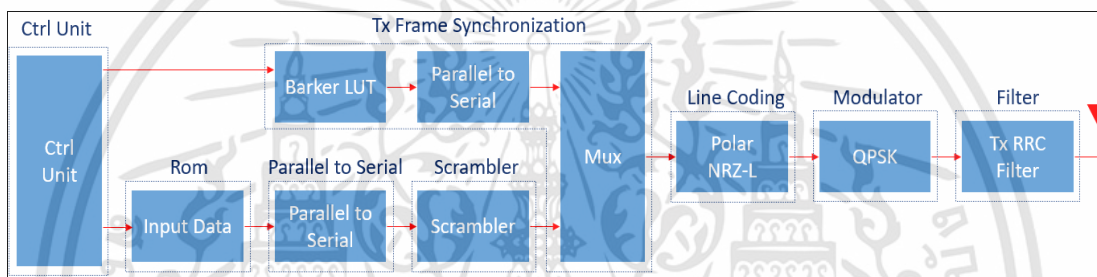 Ctrl Unit
Tx Frame Synchronization
Barker LUT
Parallel to
Serial
Line Coding
Modulator
Filter
Ctrl
Unit
Mux
Polar
NRZ-L
QPSK
Tx RRC
Filter
Rom
Parallel to Serial
Scrambler
Input Data
Parallel to
Serial
Scrambler